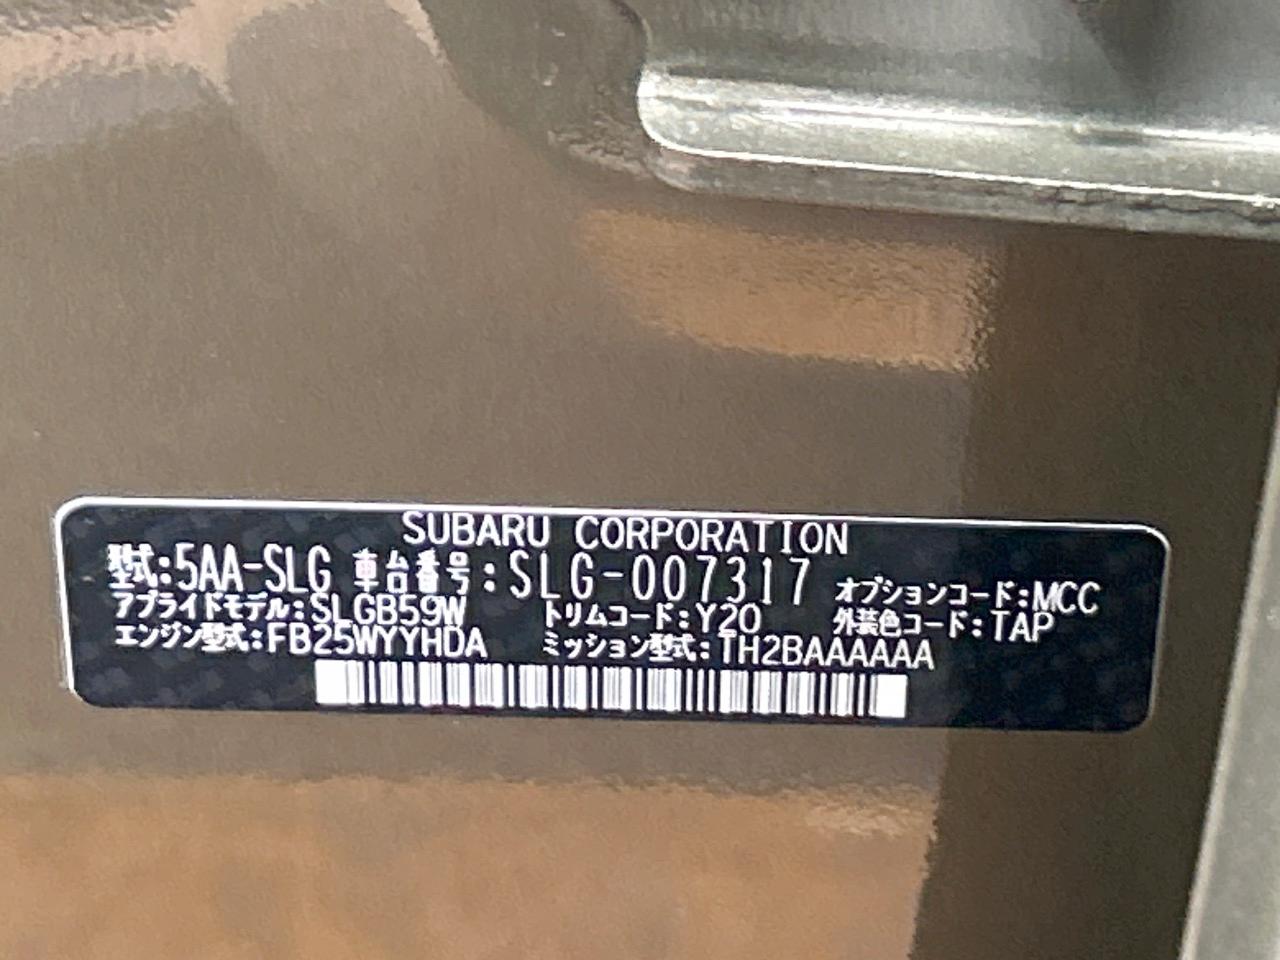 SUBARU CORPORATION
型式:5AA-SLG 車台番号:SLG-007317 オプションコード:MCC
アプライドモデル:SLGB59W トリムコード:Y20 外装色コード:TAP
エンジン型式:FB25WYYHDA ミッション型式:TH2BAAAAAA